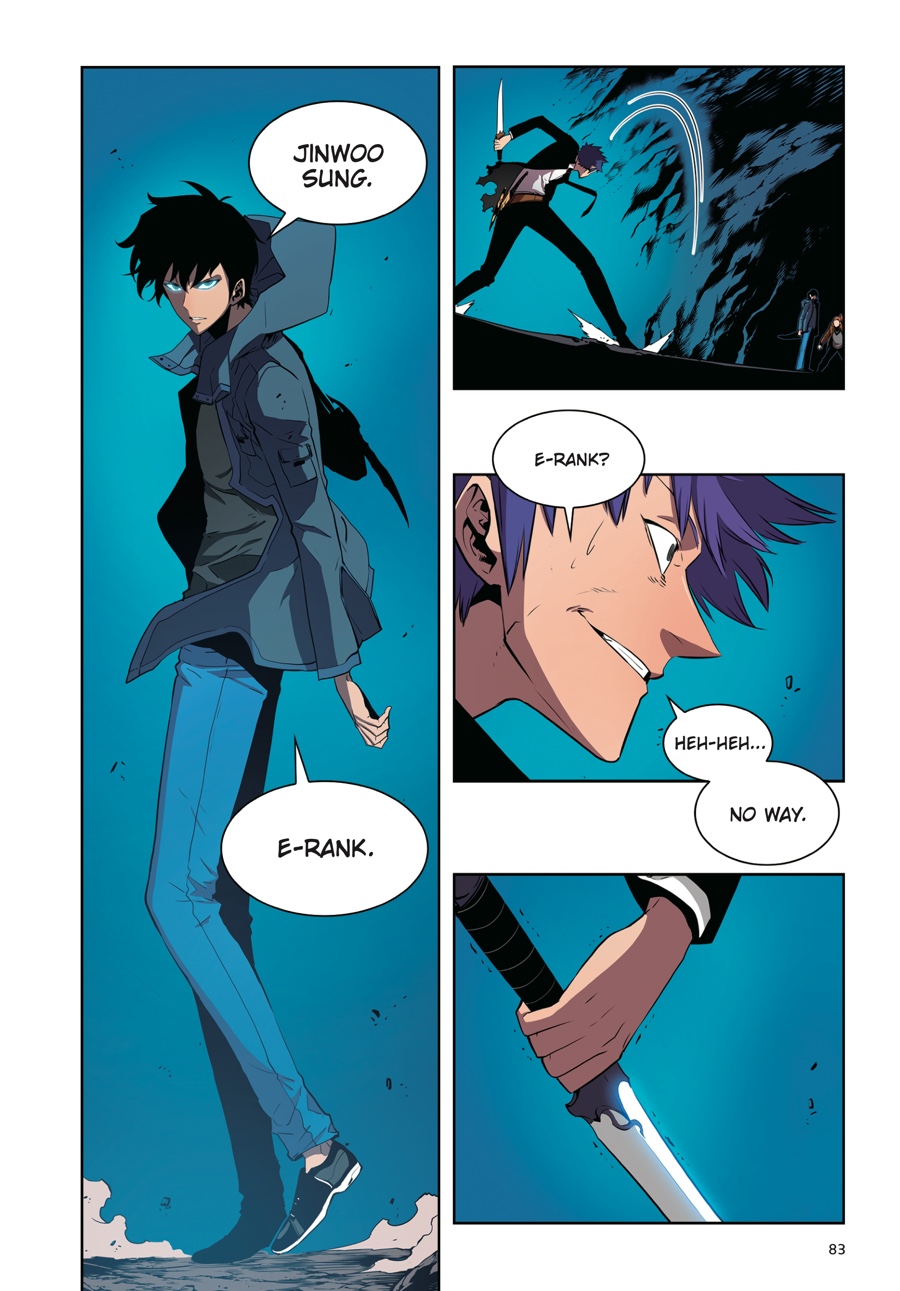 JINWOO
SUNG.
E-RANK.
E-RANK?
HEH-HEH...
NO WAY.
83